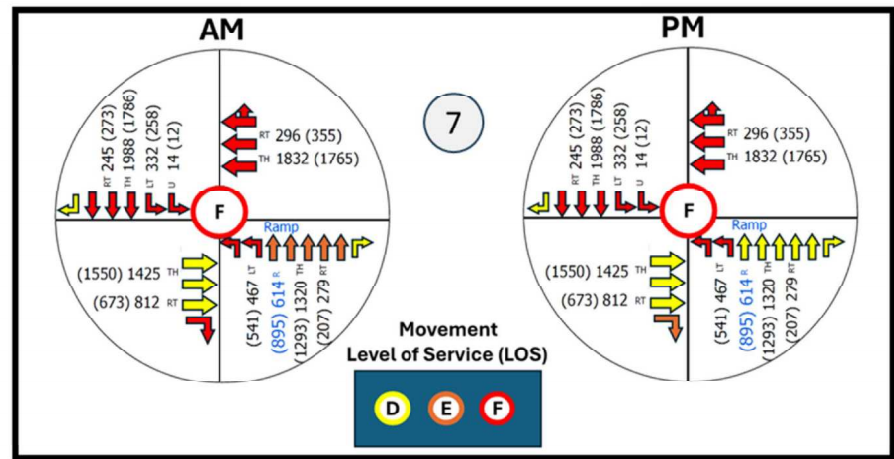 AM
PM
7
RT 245 (273)
TH 1988 (1786)
LT 332 (258)
U 14 (12)
RT 296 (355)
TH 1832 (1765)
F
Ramp
(1550) 1425 TH
(673) 812 RT
(541) 467 LT
(895) 614 R
(1293) 1320 TH
(207) 279 RT
RT 245 (273)
TH 1988 (1786)
LT 332 (258)
U 14 (12)
RT 296 (355)
TH 1832 (1765)
F
Ramp
(1550) 1425 TH
(673) 812 RT
(541) 467 LT
(895) 614 R
(1293) 1320 TH
(207) 279 RT
Movement
Level of Service (LOS)
D E F